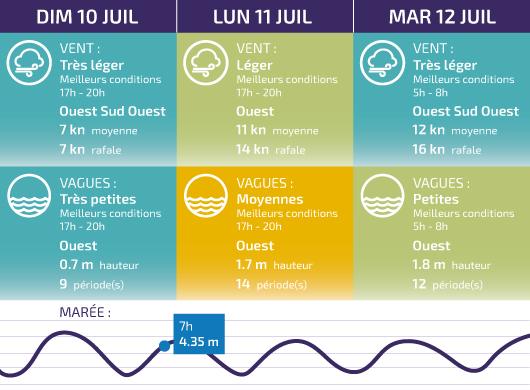 DIM 10 JUIL
LUN 11 JUIL
MAR 12 JUIL
VENT :
Très léger
Meilleurs conditions
17h - 20h
Ouest Sud Ouest
7 kn moyenne
7 kn rafale
VENT :
Léger
Meilleurs conditions
17h - 20h
Ouest
11 kn moyenne
14 kn rafale
VENT :
Très léger
Meilleurs conditions
5h - 8h
Ouest Sud Ouest
12 kn moyenne
16 kn rafale
VAGUES :
Très petites
Meilleurs conditions
17h - 20h
Ouest
0.7 m hauteur
9 période(s)
VAGUES :
Moyennes
Meilleurs conditions
17h - 20h
Ouest
1.7 m hauteur
14 période(s)
VAGUES :
Petites
Meilleurs conditions
5h - 8h
Ouest
1.8 m hauteur
12 période(s)
MARÉE :
7h
4.35 m